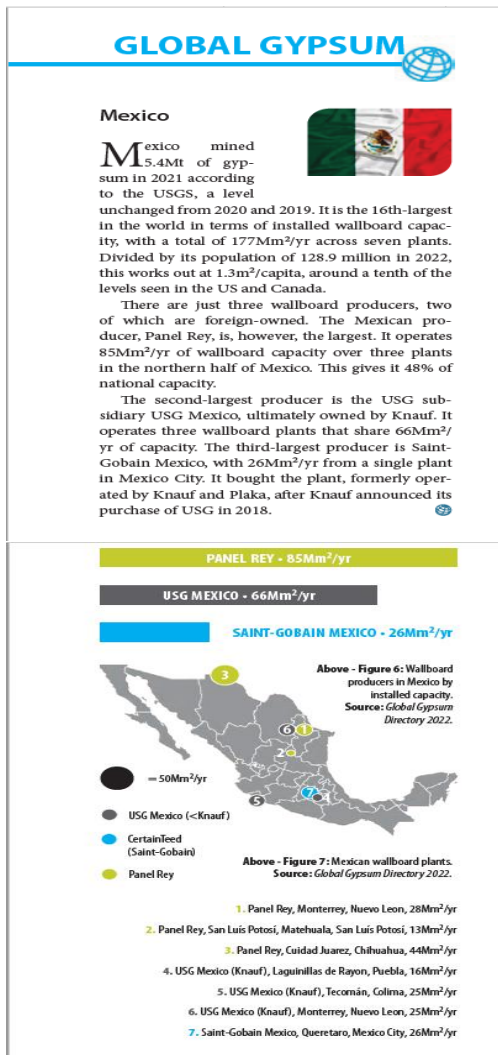 GLOBAL GYPSUM
Mexico
Mexico mined
5.4Mt of gyp-
sum in 2021 according
to the USGS, a level
unchanged from 2020 and 2019. It is the 16th-largest
in the world in terms of installed wallboard capac-
ity, with a total of 177Mm²/yr across seven plants.
Divided by its population of 128.9 million in 2022,
this works out at 1.3m²/capita, around a tenth of the
levels seen in the US and Canada.
There are just three wallboard producers, two
of which are foreign-owned. The Mexican pro-
ducer, Panel Rey, is, however, the largest. It operates
85Mm²/yr of wallboard capacity over three plants
in the northern half of Mexico. This gives it 48% of
national capacity.
The second-largest producer is the USG sub-
sidiary USG Mexico, ultimately owned by Knauf. It
operates three wallboard plants that share 66Mm²/
yr of capacity. The third-largest producer is Saint-
Gobain Mexico, with 26Mm²/yr from a single plant
in Mexico City. It bought the plant, formerly oper-
ated by Knauf and Plaka, after Knauf announced its
purchase of USG in 2018.
PANEL REY - 85Mm²/yr
USG MEXICO - 66Mm²/yr
SAINT-GOBAIN MEXICO - 26Mm²/yr
Above - Figure 6: Wallboard
producers in Mexico by
installed capacity.
Source: Global Gypsum
Directory 2022.
3
6 1
2
7 4
5
= 50Mm²/yr
USG Mexico (<Knauf)
CertainTeed
(Saint-Gobain)
Panel Rey
Above - Figure 7: Mexican wallboard plants.
Source: Global Gypsum Directory 2022.
1. Panel Rey, Monterrey, Nuevo Leon, 28Mm²/yr
2. Panel Rey, San Luís Potosí, Matehuala, San Luís Potosí, 13Mm²/yr
3. Panel Rey, Cuidad Juarez, Chihuahua, 44Mm²/yr
4. USG Mexico (Knauf), Laguinillas de Rayon, Puebla, 16Mm²/yr
5. USG Mexico (Knauf), Tecomán, Colima, 25Mm²/yr
6. USG Mexico (Knauf), Monterrey, Nuevo Leon, 25Mm²/yr
7. Saint-Gobain Mexico, Queretaro, Mexico City, 26Mm²/yr